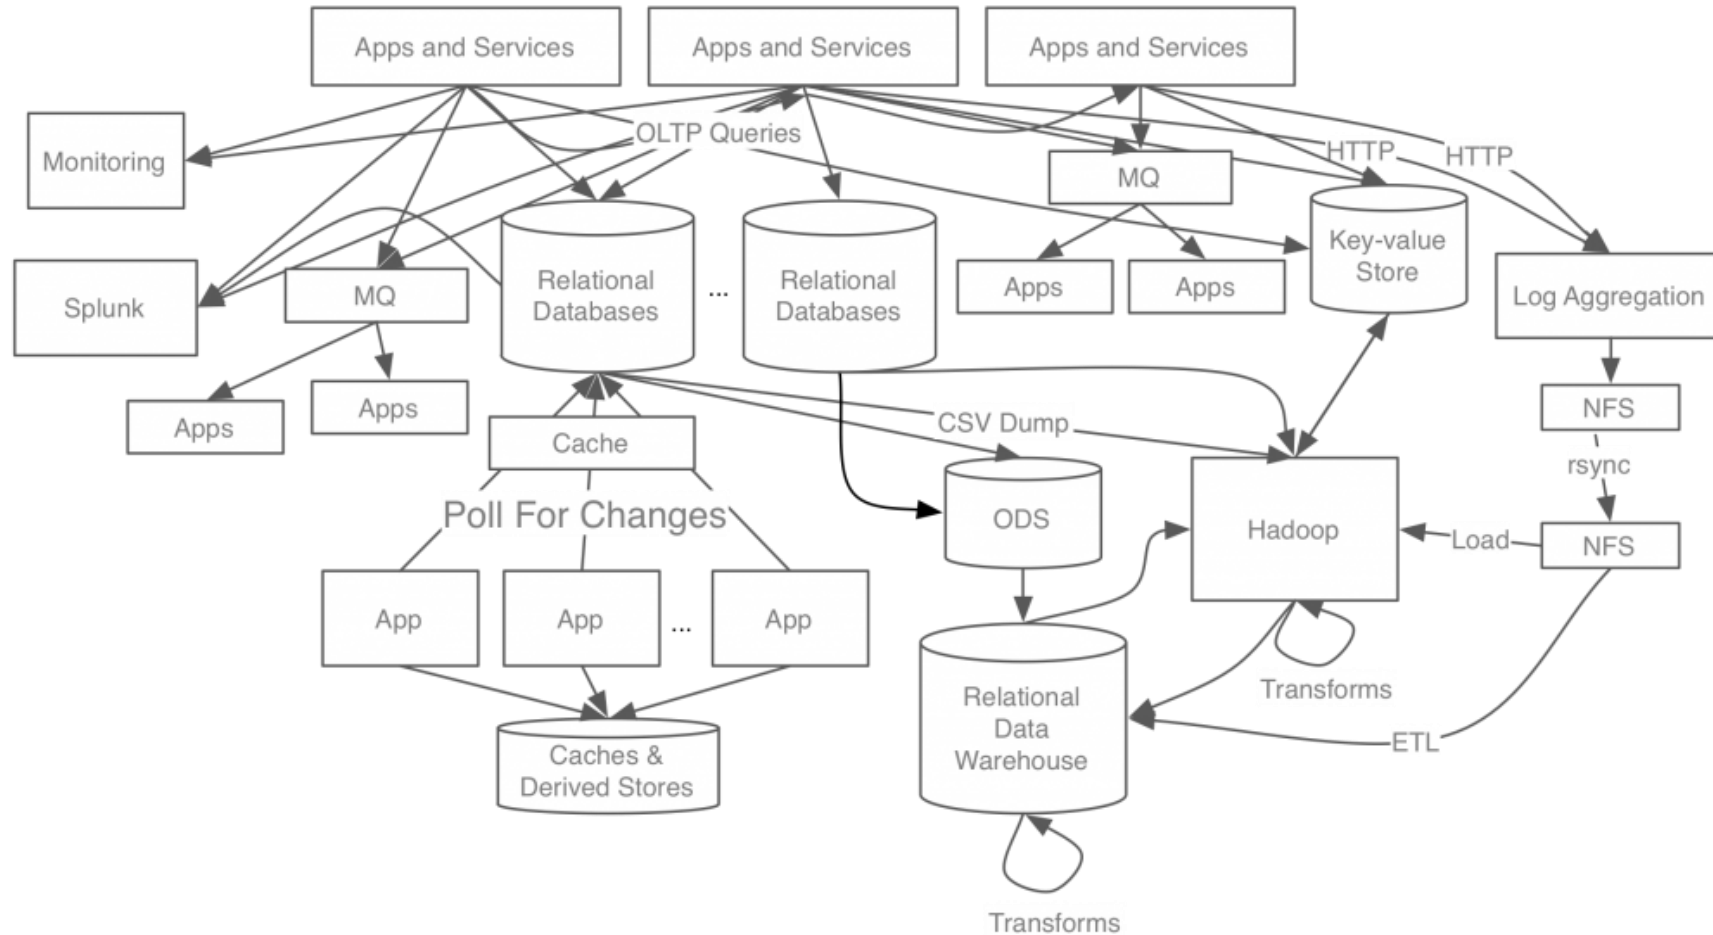 Apps and Services
Apps and Services
Apps and Services
Monitoring
OLTP Queries
HTTP
HTTP
MQ
Key-value
Store
Splunk
MQ
Relational
Databases
...
Relational
Databases
Apps
Apps
Log Aggregation
Apps
Apps
Cache
CSV Dump
NFS
rsync
Poll For Changes
ODS
Hadoop
Load
NFS
App
App
...
App
Relational
Data
Warehouse
Transforms
ETL
Caches &
Derived Stores
Transforms